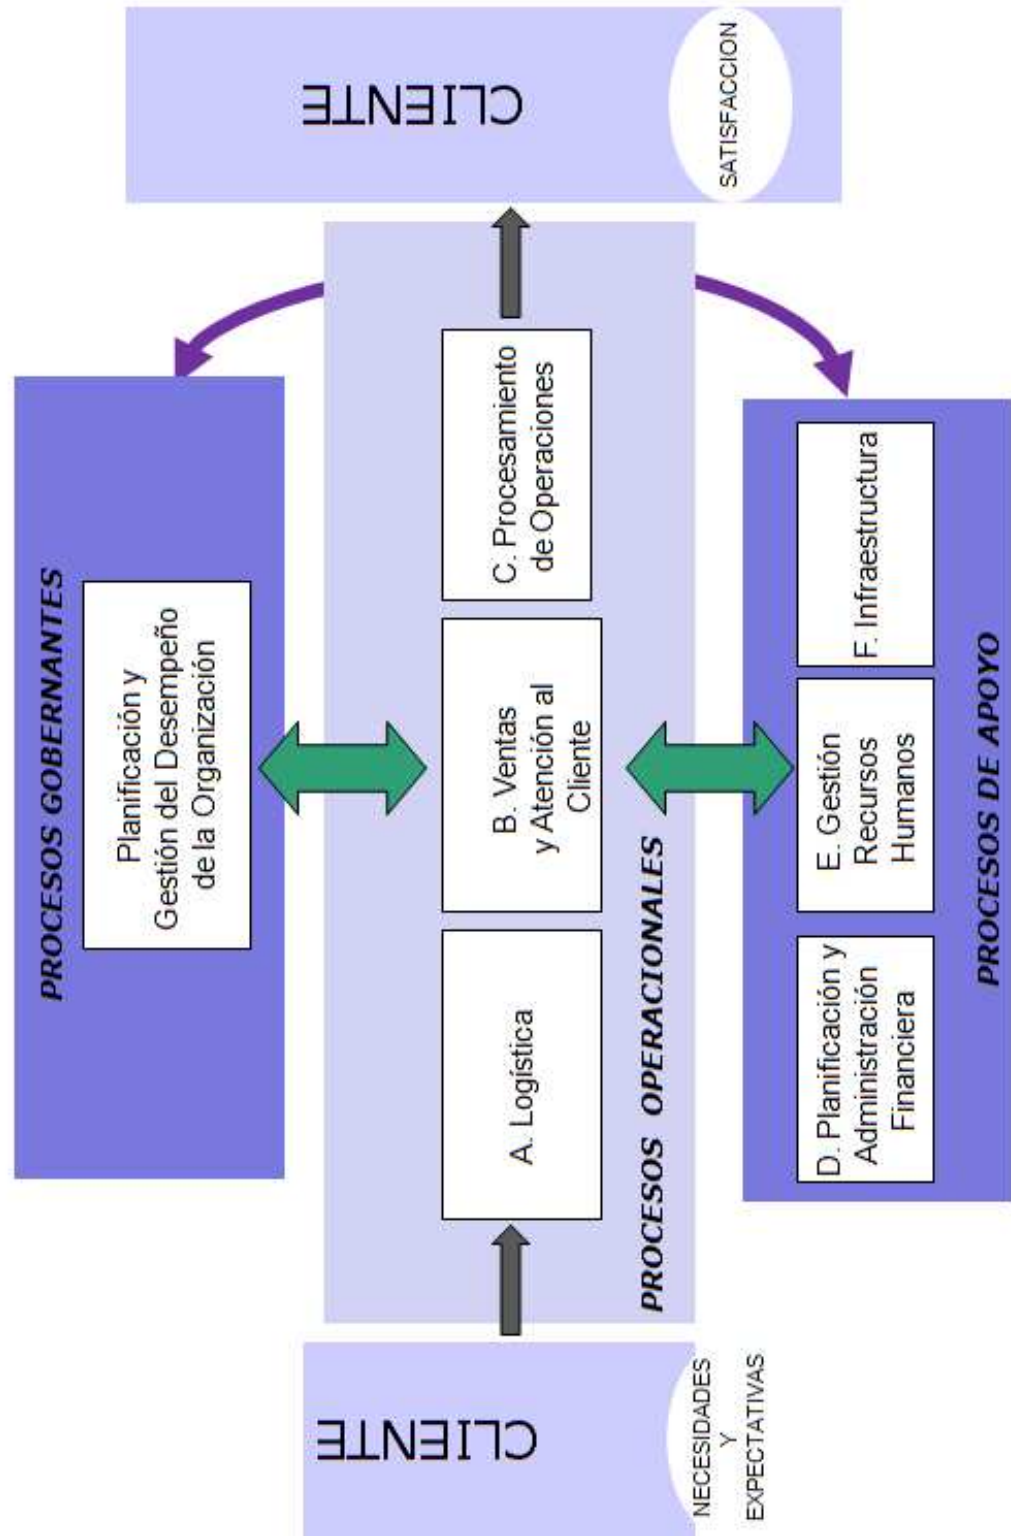 PROCESOS GOBERNANTES
Planificación y
Gestión del Desempeño
de la Organización
CLIENTE
NECESIDADES
Y
EXPECTATIVAS
A. Logística
B. Ventas
y Atención al
Cliente
C. Procesamiento
de Operaciones
PROCESOS OPERACIONALES
CLIENTE
SATISFACCION
D. Planificación y
Administración
Financiera
E. Gestión
Recursos
Humanos
F. Infraestructura
PROCESOS DE APOYO